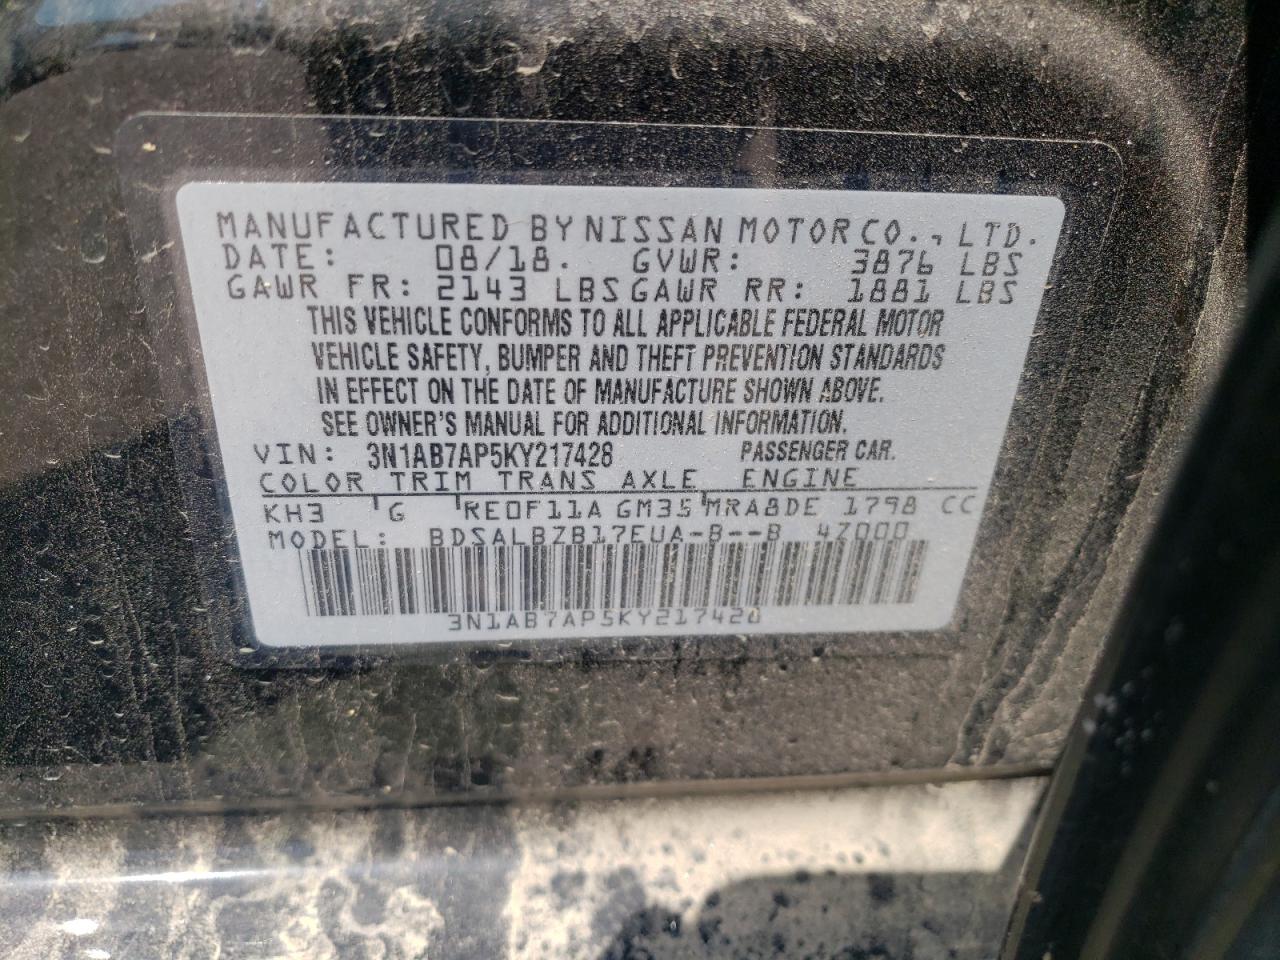 MANUFACTURED BY NISSAN MOTOR CO., LTD.
DATE: 08/18. GVWR: 3876 LBS
GAWR FR: 2143 LBS GAWR RR: 1881 LBS
THIS VEHICLE CONFORMS TO ALL APPLICABLE FEDERAL MOTOR
VEHICLE SAFETY, BUMPER AND THEFT PREVENTION STANDARDS
IN EFFECT ON THE DATE OF MANUFACTURE SHOWN ABOVE.
SEE OWNER'S MANUAL FOR ADDITIONAL INFORMATION.
VIN: 3N1AB7AP5KY217428 PASSENGER CAR.
COLOR TRIM TRANS AXLE ENGINE
KH3 G RE0F11A GM35 MRA8DE 1798 CC
MODEL: BDSALBZB17EUA-B--B 4Z000
3N1AB7AP5KY217428